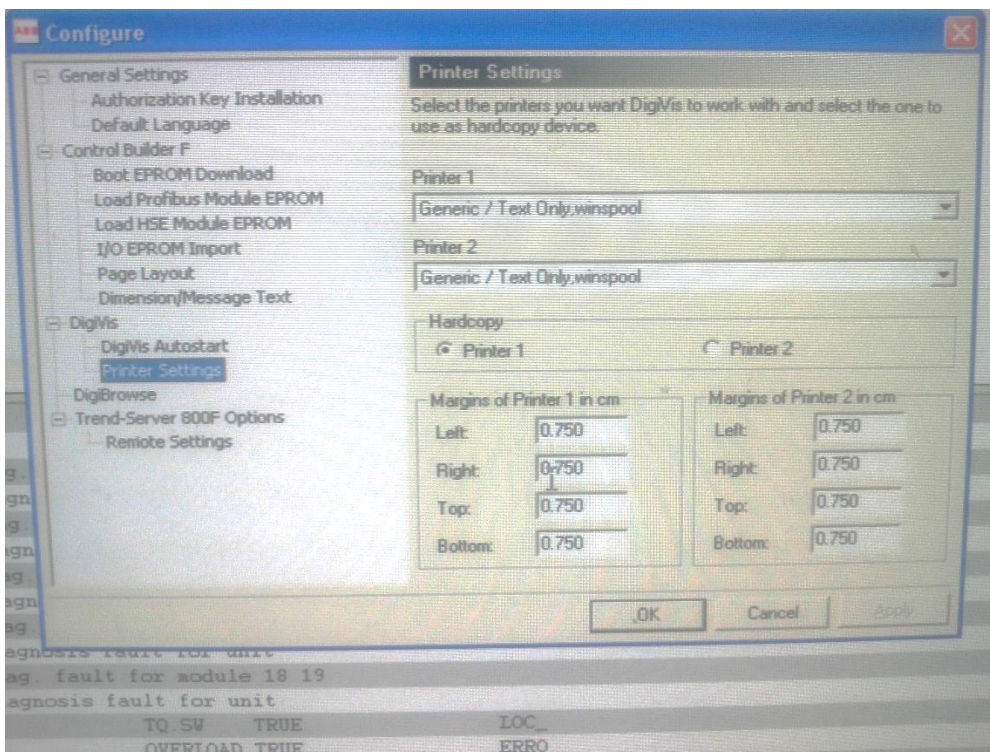 ABB Configure
General Settings
Authorization Key Installation
Default Language
Control Builder F
Boot EPROM Download
Load Profibus Module EPROM
Load HSE Module EPROM
I/O EPROM Import
Page Layout
Dimension/Message Text
DigiVis
DigiVis Autostart
Printer Settings
DigiBrowse
Trend-Server 800F Options
Remote Settings
Printer Settings
Select the printers you want DigiVis to work with and select the one to
use as hardcopy device.
Printer 1
Generic / Text Only,winspool
Printer 2
Generic / Text Only,winspool
Hardcopy
Printer 1
Printer 2
Margins of Printer 1 in cm
Left: 0.750
Right: 0.750
Top: 0.750
Bottom: 0.750
Margins of Printer 2 in cm
Left: 0.750
Right: 0.750
Top: 0.750
Bottom: 0.750
OK Cancel Apply
agnosis fault for unit
ag. fault for module 18 19
agnosis fault for unit
TQ.SW TRUE LOC_
OVERLOAD TRUE ERRO